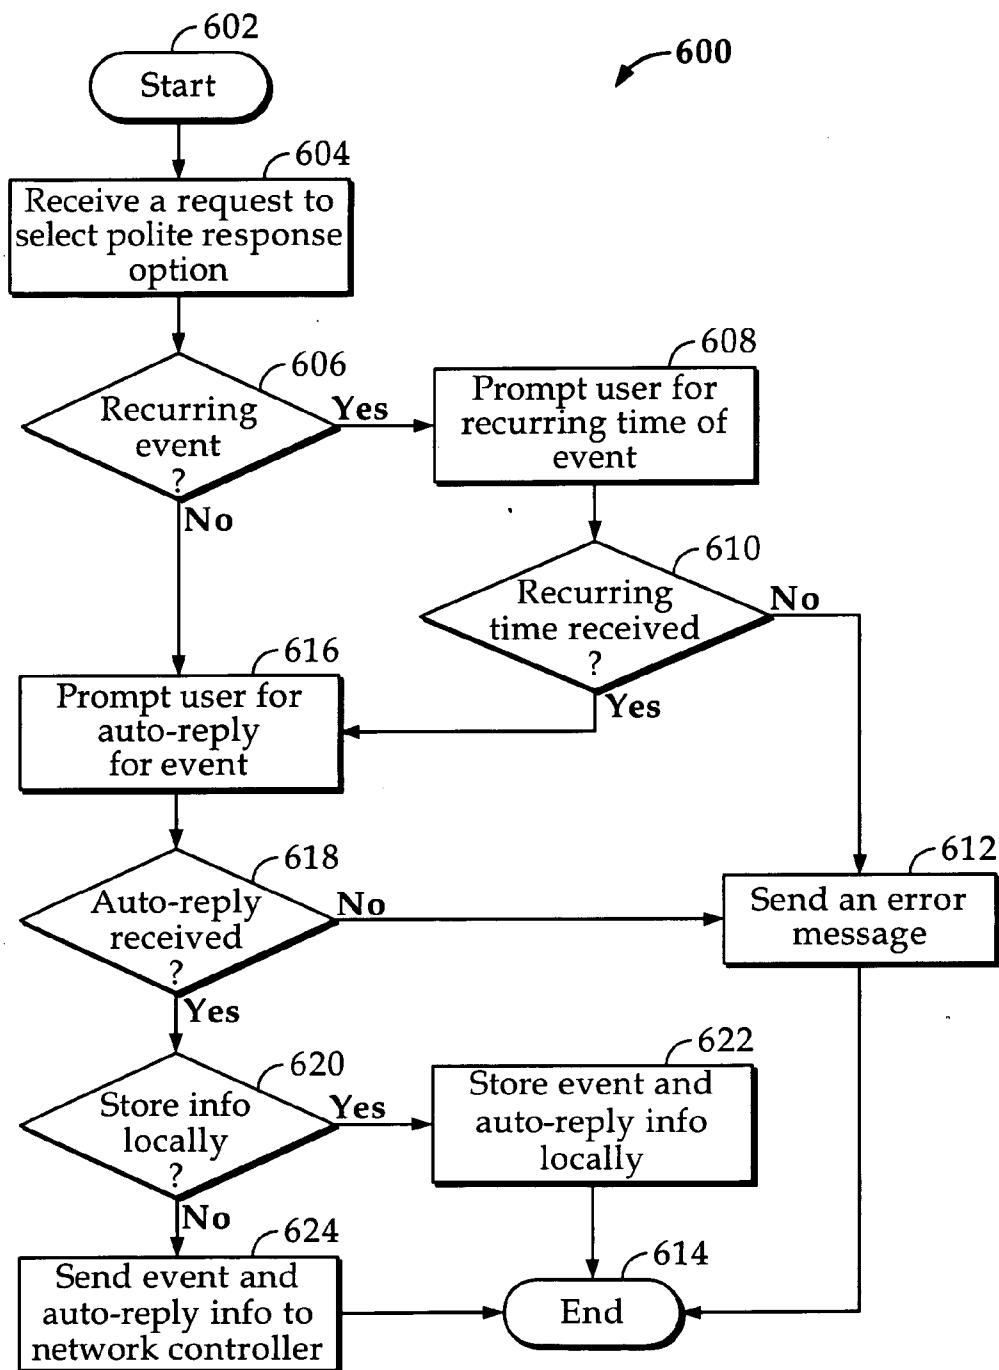 602
Start
600
604
Receive a request to
select polite response
option
606
Recurring
event
?
Yes
No
608
Prompt user for
recurring time of
event
610
Recurring
time received
?
No
Yes
616
Prompt user for
auto-reply
for event
618
Auto-reply
received
?
No
Yes
612
Send an error
message
620
Store info
locally
?
Yes
No
622
Store event and
auto-reply info
locally
624
Send event and
auto-reply info to
network controller
614
End